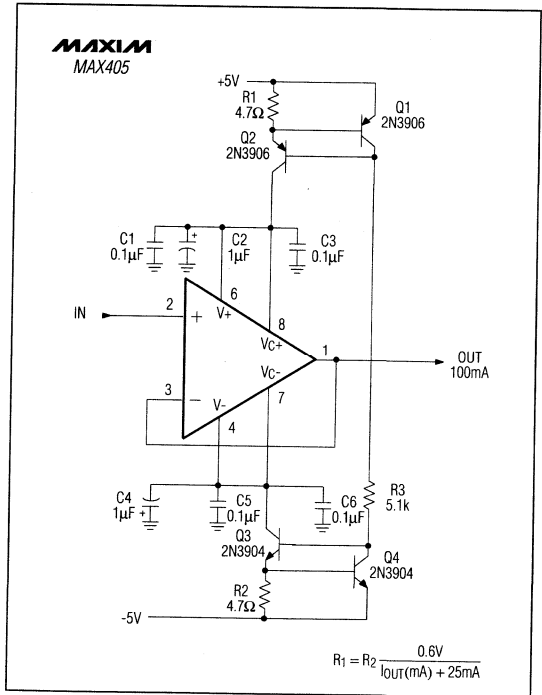 MAXIM
MAX405
+5V
R1
4.7Ω
Q1
2N3906
Q2
2N3906
C1
0.1µF
+
C2
1µF
C3
0.1µF
6
V+
IN
2
+
8
VC+
1
OUT
100mA
VC-
7
3
−
V-
4
C4
1µF +
C5
0.1µF
C6
0.1µF
R3
5.1k
Q3
2N3904
Q4
2N3904
R2
4.7Ω
-5V
R1 = R2 0.6V / IOUT(mA) + 25mA